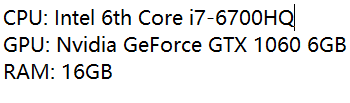 CPU: Intel 6th Core i7-6700HQ
GPU: Nvidia GeForce GTX 1060 6GB
RAM: 16GB